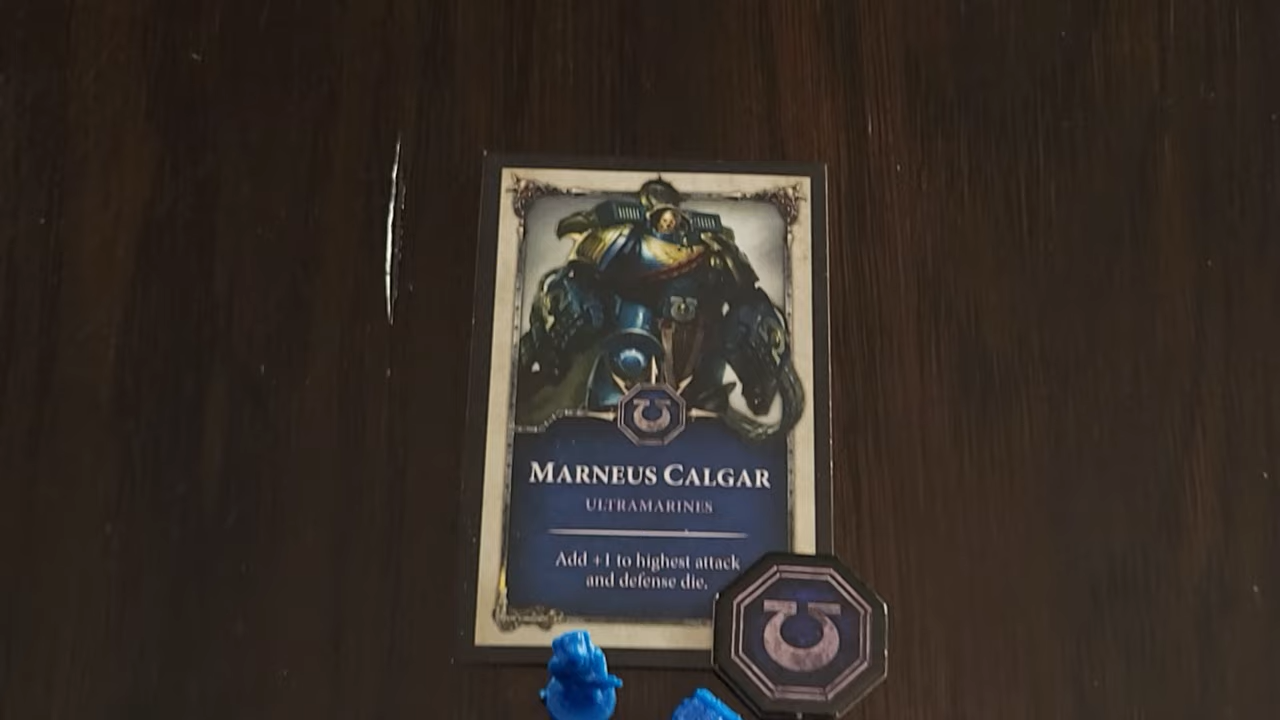 MARNEUS CALGAR
ULTRAMARINES
Add +1 to highest attack
and defense die.